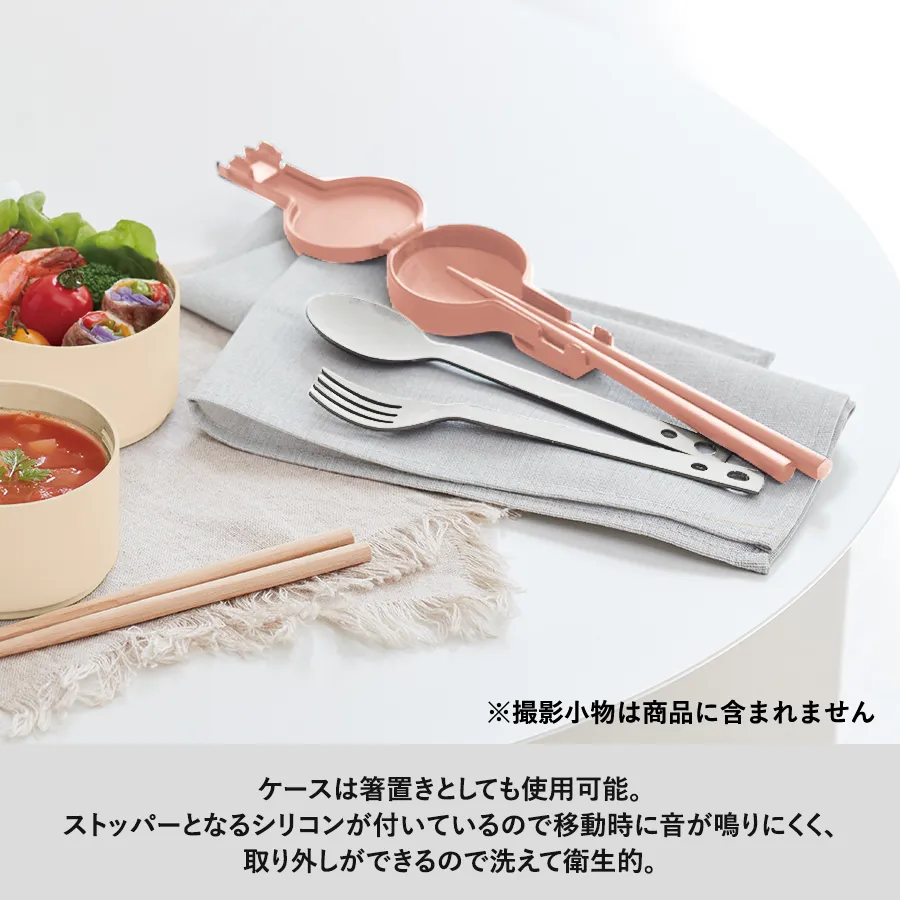 ※撮影小物は商品に含まれません
ケースは箸置きとしても使用可能。
ストッパーとなるシリコンが付いているので移動時に音が鳴りにくく、
取り外しができるので洗えて衛生的。